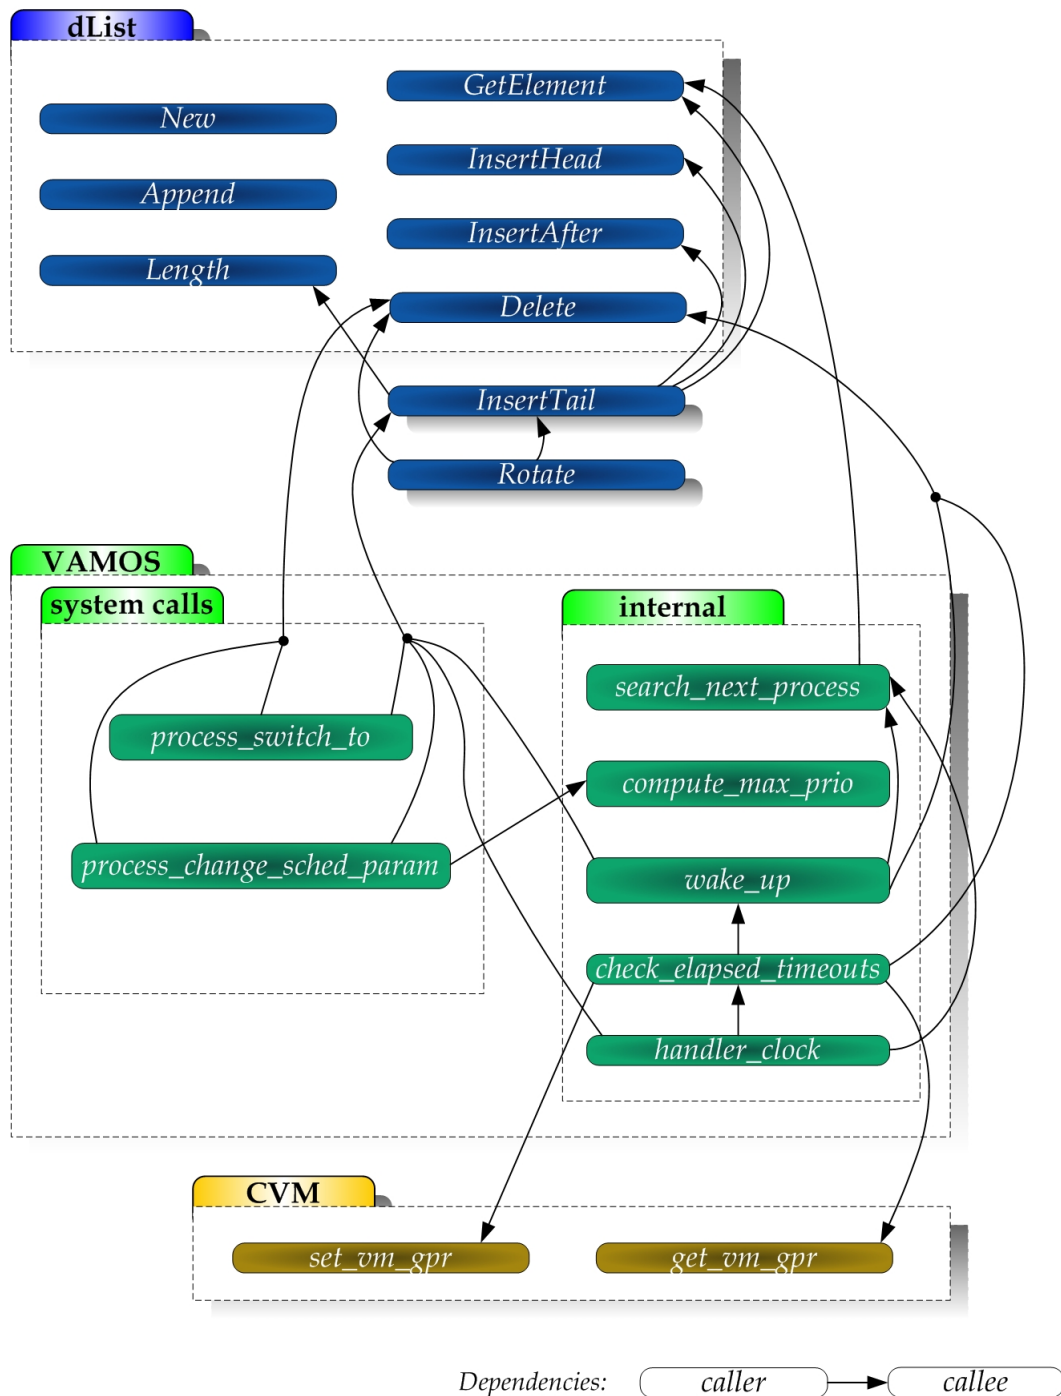 dList
GetElement
New
InsertHead
Append
InsertAfter
Length
Delete
InsertTail
Rotate
VAMOS
system calls
internal
search_next_process
process_switch_to
compute_max_prio
process_change_sched_param
wake_up
check_elapsed_timeouts
handler_clock
CVM
set_vm_gpr
get_vm_gpr
Dependencies: caller callee